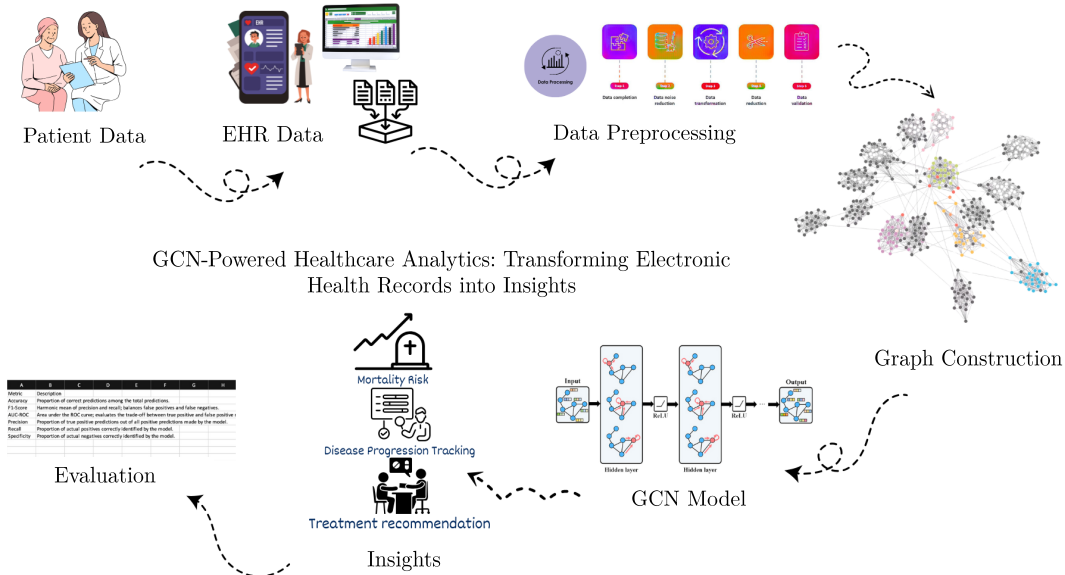 EHR
Data Processing
Step 1
Data completion
Data noise
reduction
Data
transformation
Data
reduction
Data
validation
Patient Data
EHR Data
Data Preprocessing
GCN-Powered Healthcare Analytics: Transforming Electronic
Health Records into Insights
Graph Construction
Mortality Risk
Disease Progression Tracking
Treatment recommendation
Insights
Input
ReLU
ReLU
...
Output
Hidden layer
Hidden layer
GCN Model
A B C D E F G H
Metric Description
Accuracy Proportion of correct predictions among the total predictions.
F1-Score Harmonic mean of precision and recall; balances false positives and false negatives.
AUC-ROC Area under the ROC curve; evaluates the trade-off between true positive and false positive
Precision Proportion of true positive predictions out of all positive predictions made by the model.
Recall Proportion of actual positives correctly identified by the model.
Specificity Proportion of actual negatives correctly identified by the model.
Evaluation